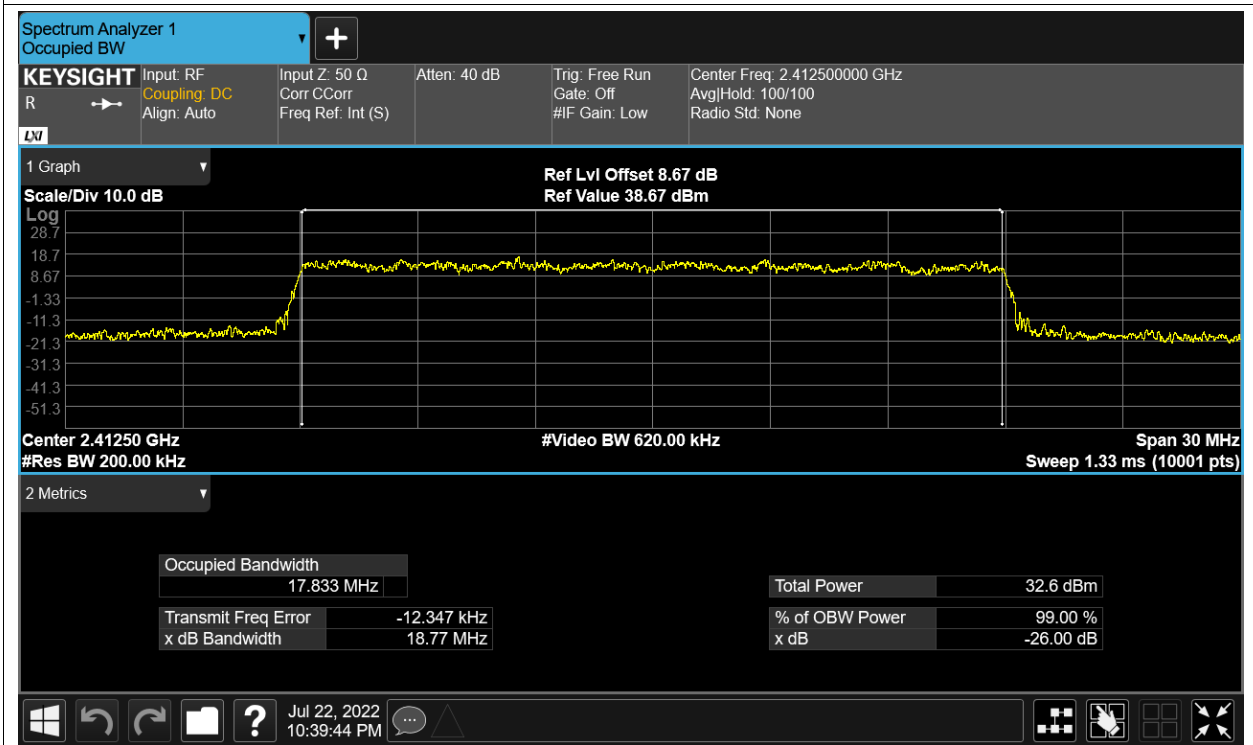 Spectrum Analyzer 1
Occupied BW
KEYSIGHT
R
LXI
Input: RF
Coupling: DC
Align: Auto
Input Z: 50 Ω
Corr CCorr
Freq Ref: Int (S)
Atten: 40 dB
Trig: Free Run
Gate: Off
#IF Gain: Low
Center Freq: 2.412500000 GHz
Avg|Hold: 100/100
Radio Std: None
1 Graph
Scale/Div 10.0 dB
Ref Lvl Offset 8.67 dB
Ref Value 38.67 dBm
Log
28.7
18.7
8.67
-1.33
-11.3
-21.3
-31.3
-41.3
-51.3
Center 2.41250 GHz
#Video BW 620.00 kHz
Span 30 MHz
#Res BW 200.00 kHz
Sweep 1.33 ms (10001 pts)
2 Metrics
Occupied Bandwidth
17.833 MHz
Total Power 32.6 dBm
Transmit Freq Error -12.347 kHz
% of OBW Power 99.00 %
x dB Bandwidth 18.77 MHz
x dB -26.00 dB
?
Jul 22, 2022
10:39:44 PM